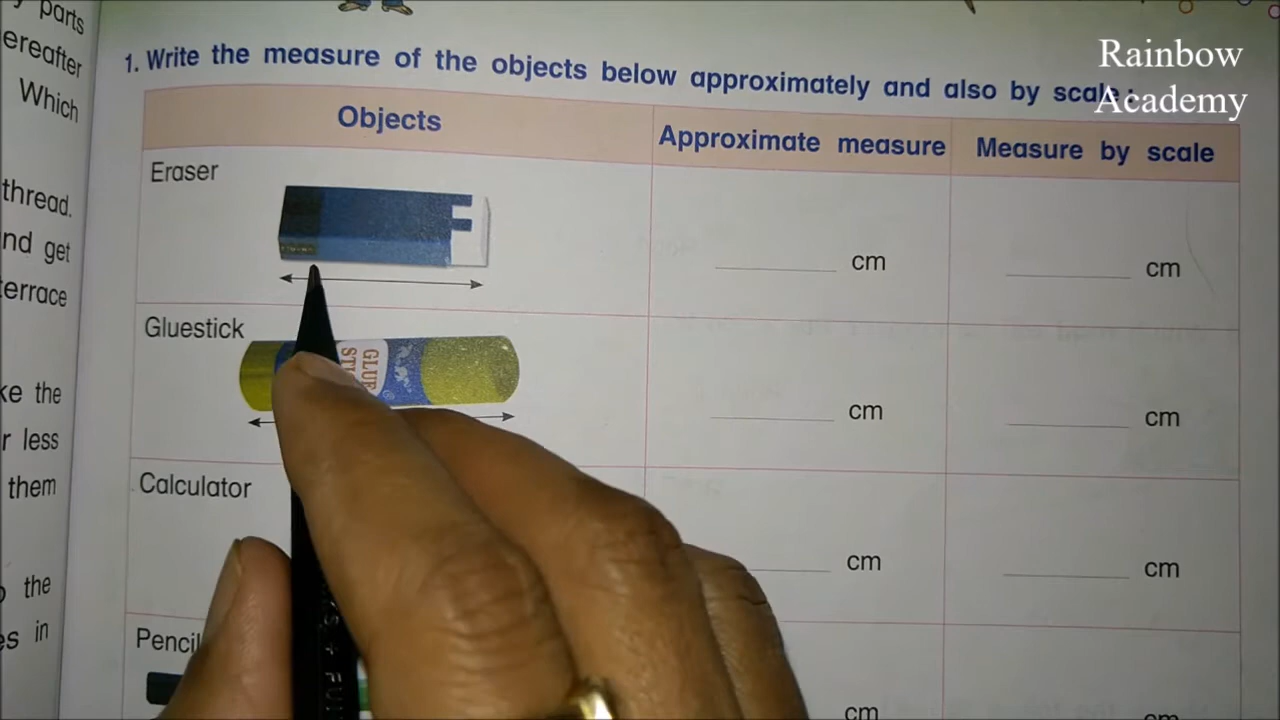 parts
ereafter
Which
thread.
nd get
terrace
ke the
r less
them
the
es in
Rainbow
Academy
1. Write the measure of the objects below approximately and also by scale :
Objects
Approximate measure
Measure by scale
Eraser
cm
cm
Gluestick
GLUE
cm
cm
Calculator
cm
cm
Pencil
cm
cm